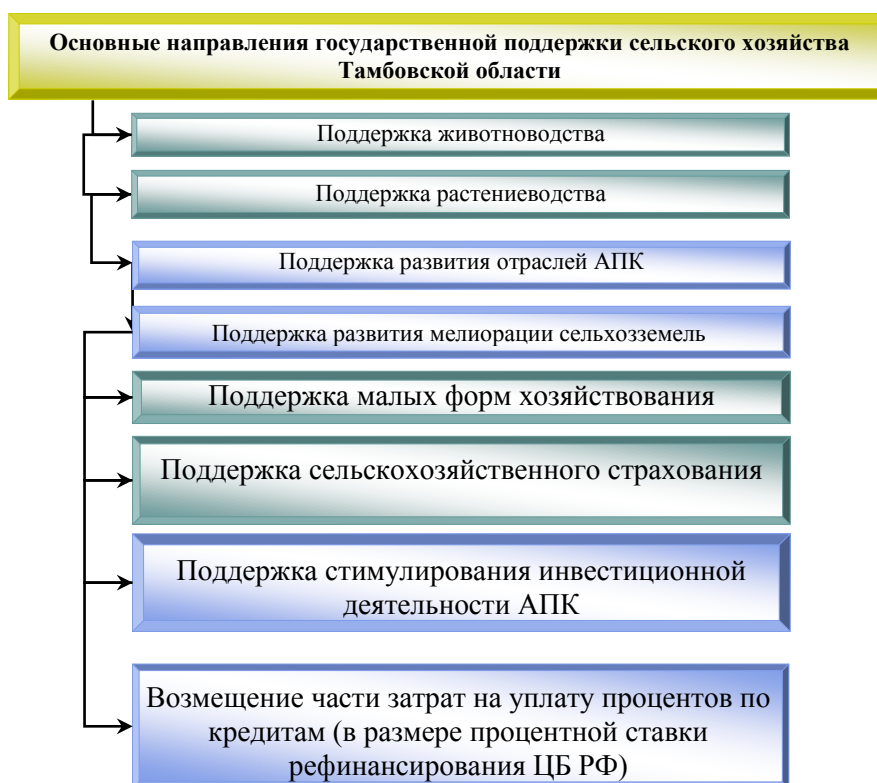 Основные направления государственной поддержки сельского хозяйства
Тамбовской области
Поддержка животноводства
Поддержка растениеводства
Поддержка развития отраслей АПК
Поддержка развития мелиорации сельхозземель
Поддержка малых форм хозяйствования
Поддержка сельскохозяйственного страхования
Поддержка стимулирования инвестиционной
деятельности АПК
Возмещение части затрат на уплату процентов по
кредитам (в размере процентной ставки
рефинансирования ЦБ РФ)